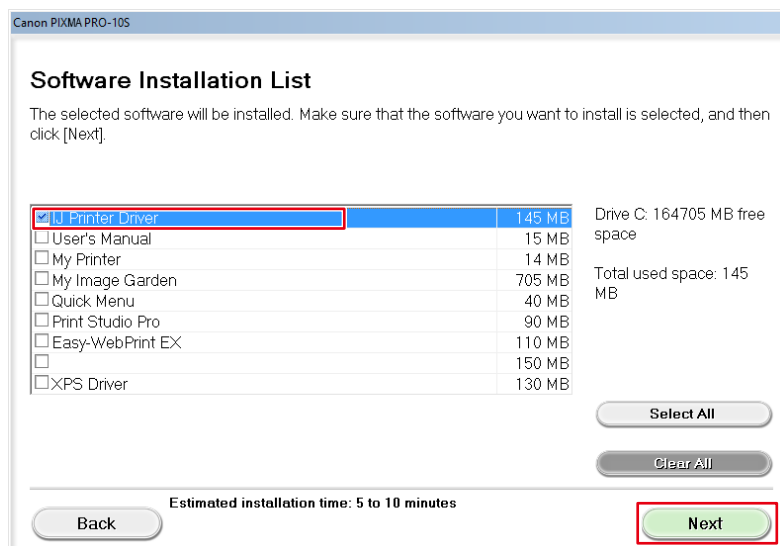 Canon PIXMA PRO-10S
Software Installation List
The selected software will be installed. Make sure that the software you want to install is selected, and then
click [Next].
IJ Printer Driver 145 MB
User's Manual 15 MB
My Printer 14 MB
My Image Garden 705 MB
Quick Menu 40 MB
Print Studio Pro 90 MB
Easy-WebPrint EX 110 MB
150 MB
XPS Driver 130 MB
Drive C: 164705 MB free
space
Total used space: 145
MB
Select All
Clear All
Estimated installation time: 5 to 10 minutes
Back
Next